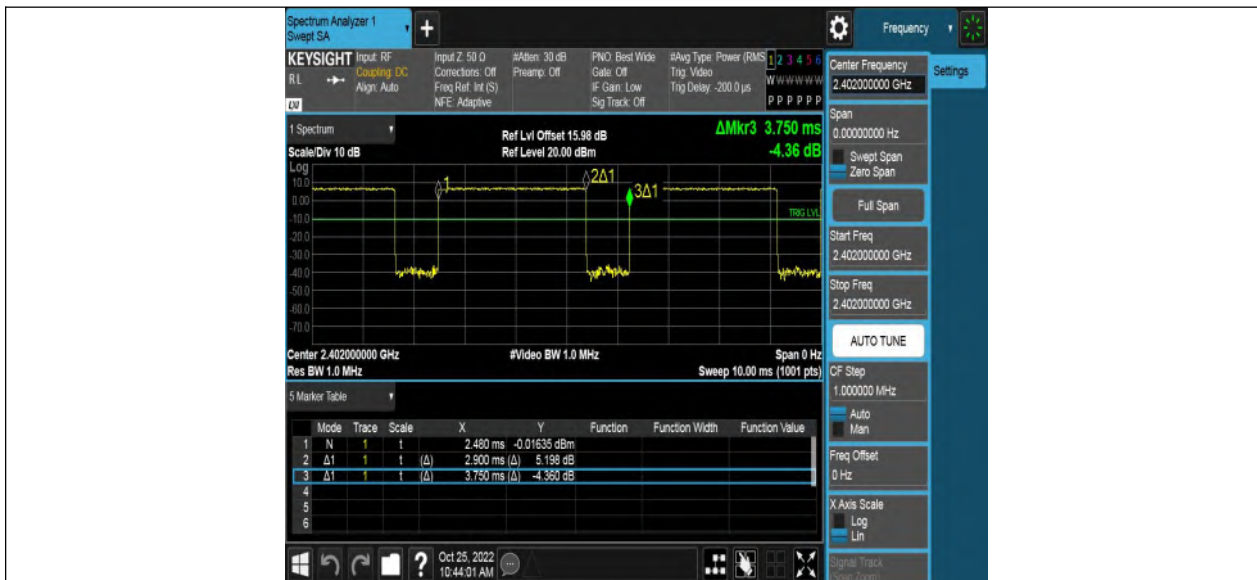 Spectrum Analyzer 1
Swept SA
+
Frequency
KEYSIGHT
RL
LXI
Input: RF
Coupling: DC
Align: Auto
Input Z: 50 Ω
Corrections: Off
Freq Ref: Int (S)
NFE: Adaptive
#Atten: 30 dB
Preamp: Off
PNO: Best Wide
Gate: Off
IF Gain: Low
Sig Track: Off
#Avg Type: Power (RMS
Trig: Video
Trig Delay: -200.0 μs
1 2 3 4 5 6
W W W W W W
P P P P P P
1 Spectrum
Scale/Div 10 dB
Ref Lvl Offset 15.98 dB
Ref Level 20.00 dBm
ΔMkr3 3.750 ms
-4.36 dB
Log
10.0
0.00
-10.0
-20.0
-30.0
-40.0
-50.0
-60.0
-70.0
1
2Δ1
3Δ1
TRIG LVL
Center 2.402000000 GHz
#Video BW 1.0 MHz
Span 0 Hz
Res BW 1.0 MHz
Sweep 10.00 ms (1001 pts)
5 Marker Table
Mode Trace Scale X Y Function Function Width Function Value
1 N 1 t 2.480 ms -0.01635 dBm
2 Δ1 1 t (Δ) 2.900 ms (Δ) 5.198 dB
3 Δ1 1 t (Δ) 3.750 ms (Δ) -4.360 dB
4
5
6
?
Oct 25, 2022
10:44:01 AM
Center Frequency
2.402000000 GHz
Settings
Span
0.00000000 Hz
Swept Span
Zero Span
Full Span
Start Freq
2.402000000 GHz
Stop Freq
2.402000000 GHz
AUTO TUNE
CF Step
1.000000 MHz
Auto
Man
Freq Offset
0 Hz
X Axis Scale
Log
Lin
Signal Track
(Span Zoom)